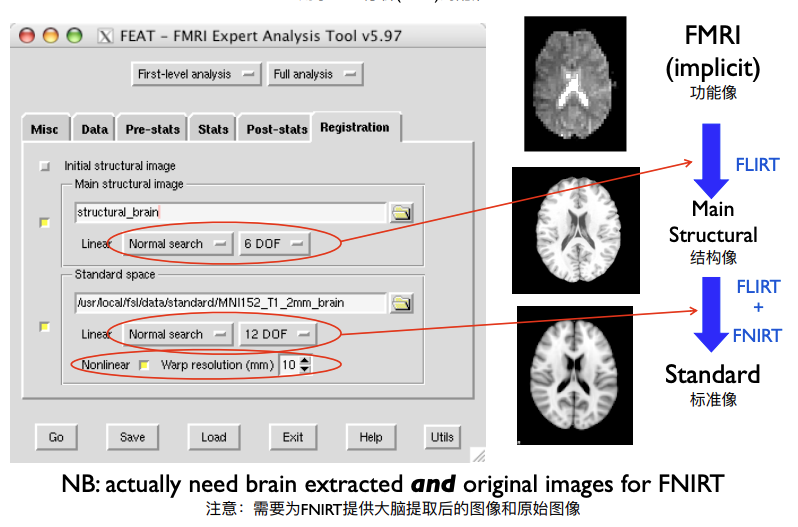 FEAT - FMRI Expert Analysis Tool v5.97
First-level analysis Full analysis
Misc Data Pre-stats Stats Post-stats Registration
Initial structural image
Main structural image
structural_brain
Linear Normal search 6 DOF
Standard space
/usr/local/fsl/data/standard/MNI152_T1_2mm_brain
Linear Normal search 12 DOF
Nonlinear Warp resolution (mm) 10
Go Save Load Exit Help Utils
FMRI
(implicit)
功能像
FLIRT
Main
Structural
结构像
FLIRT
+
FNIRT
Standard
标准像
NB: actually need brain extracted and original images for FNIRT
注意：需要为FNIRT提供大脑提取后的图像和原始图像